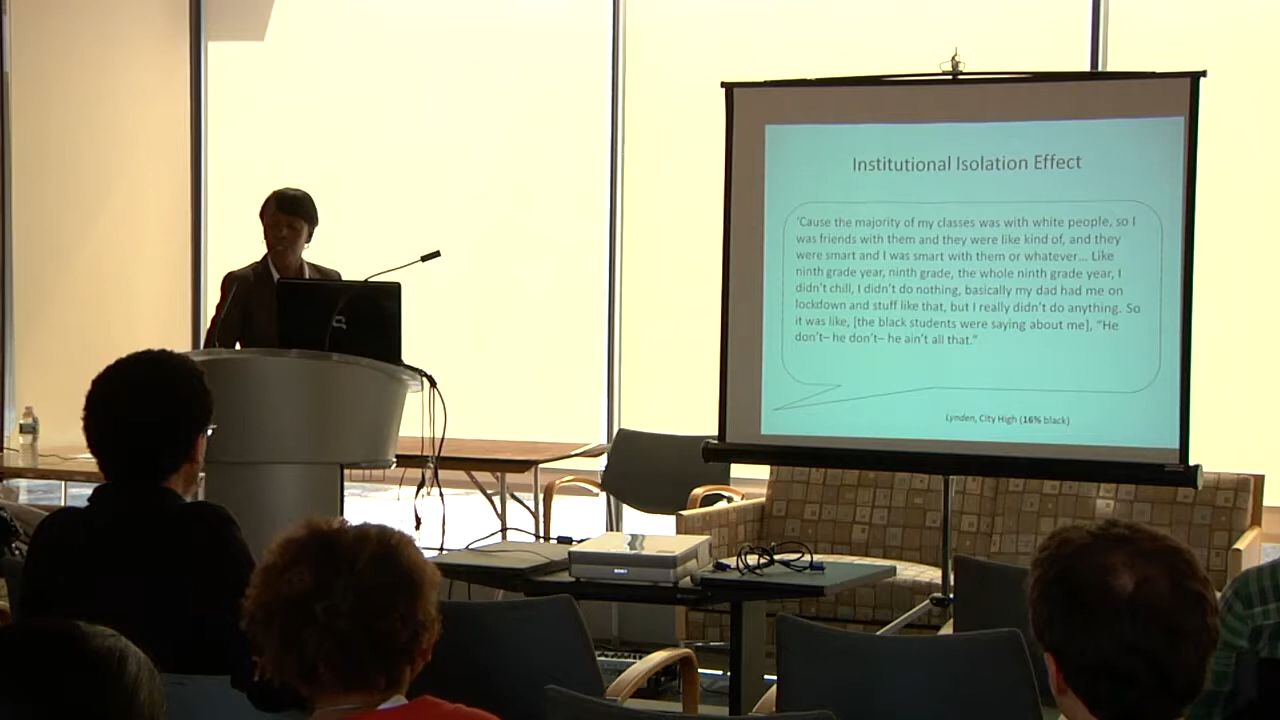 Institutional Isolation Effect
'Cause the majority of my classes was with white people, so I
was friends with them and they were like kind of, and they
were smart and I was smart with them or whatever... Like
ninth grade year, ninth grade, the whole ninth grade year, I
didn't chill, I didn't do nothing, basically my dad had me on
lockdown and stuff like that, but I really didn't do anything. So
it was like, [the black students were saying about me], "He
don't– he don't– he ain't all that."
Lynden, City High (16% black)